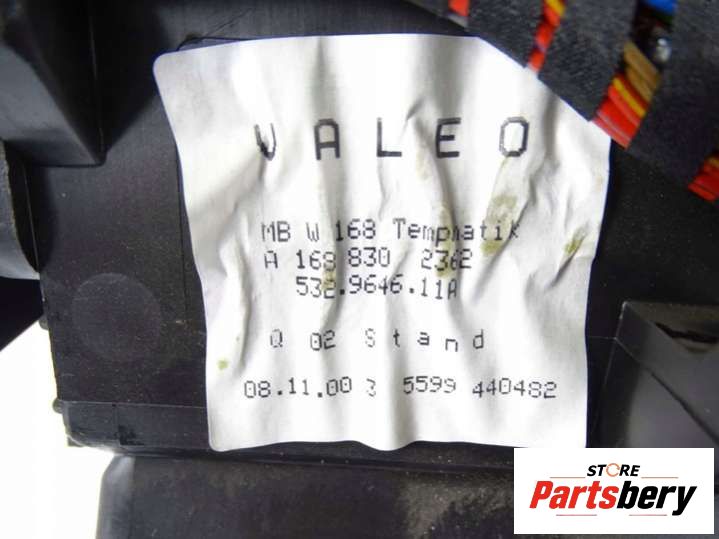 VALEO
MB W 168 Tempmatik
A 168 830 2362
532.9646.11A
Q 02 Stand
08.11.00 3 5599 440482
STORE
Partsbery